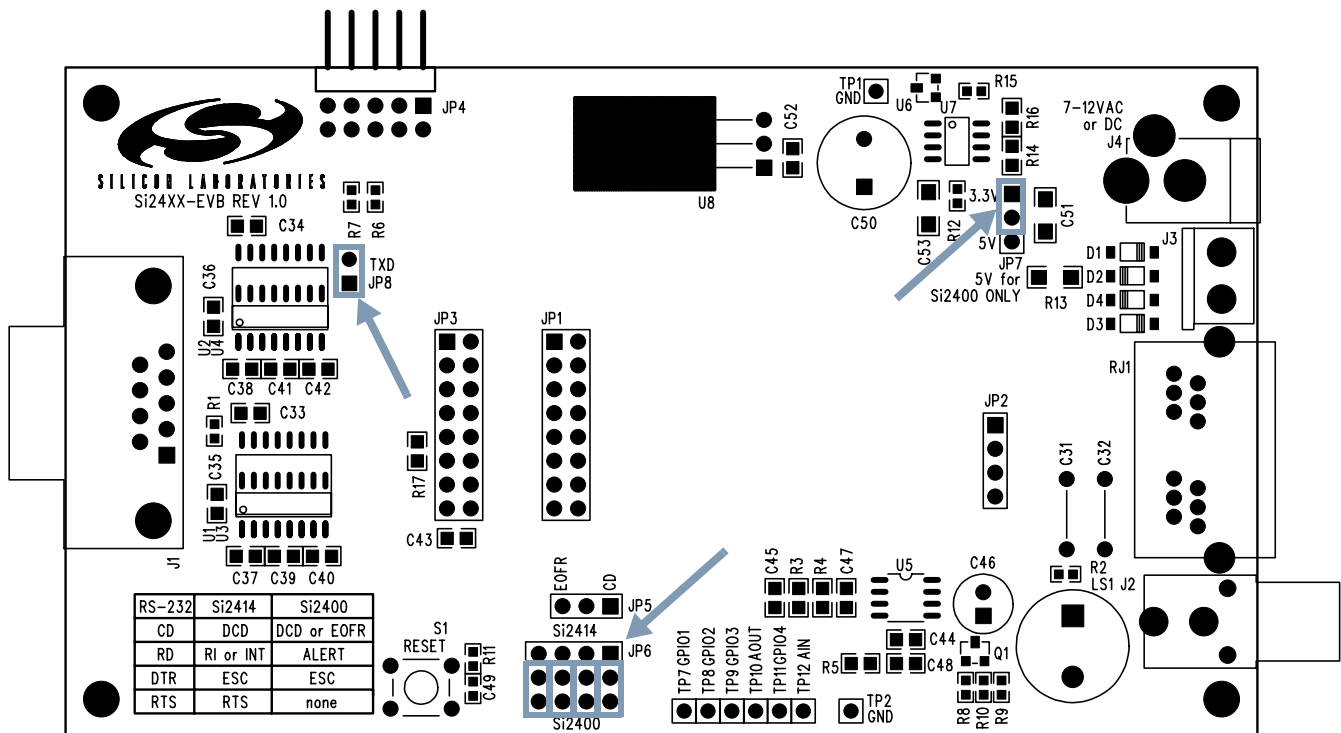 JP4
TP1
GND
C52
U6
U7
R15
R16
R14
7-12VAC
or DC
J4
SILICON LABORATORIES
Si24XX-EVB REV 1.0
U8
C50
C53
R12
3.3V
5V
C51
JP7
5V for
Si2400 ONLY
R13
J3
D1
D2
D4
D3
C34
R7
R6
TXD
JP8
C36
U2
U4
C38
C41
C42
JP3
JP1
RJ1
R1
C33
JP2
C31
C32
C35
R17
U1
U3
C43
J1
C37
C39
C40
EOFR
CD
JP5
C45
R3
R4
C47
U5
C46
R2
LS1
J2
RS-232 Si2414 Si2400
CD DCD DCD or EOFR
RD RI or INT ALERT
DTR ESC ESC
RTS RTS none
S1
RESET
R11
C49
Si2414
JP6
Si2400
TP7 GPIO1
TP8 GPIO2
TP9 GPIO3
TP10 AOUT
TP11 GPIO4
TP12 AIN
C44
R5
C48
Q1
TP2
GND
R8
R10
R9